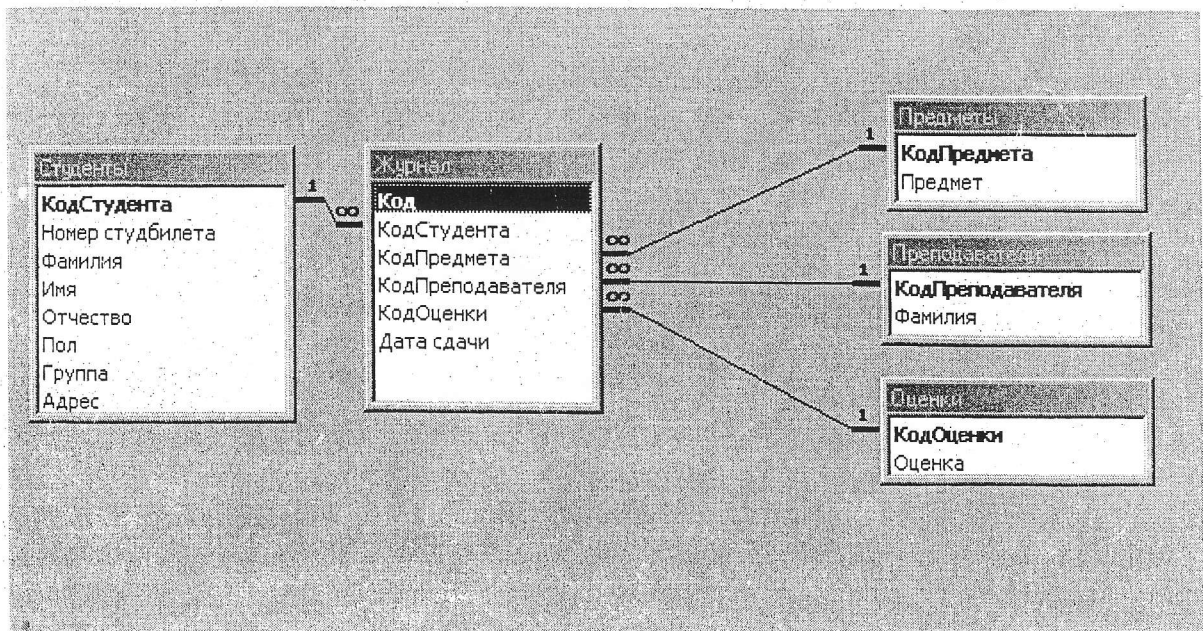 Студенты
КодСтудента
Номер студбилета
Фамилия
Имя
Отчество
Пол
Группа
Адрес
1
∞
Журнал
Код
КодСтудента
КодПредмета
КодПреподавателя
КодОценки
Дата сдачи
∞
∞
∞
1
Предметы
КодПредмета
Предмет
1
Преподаватели
КодПреподавателя
Фамилия
1
Оценки
КодОценки
Оценка